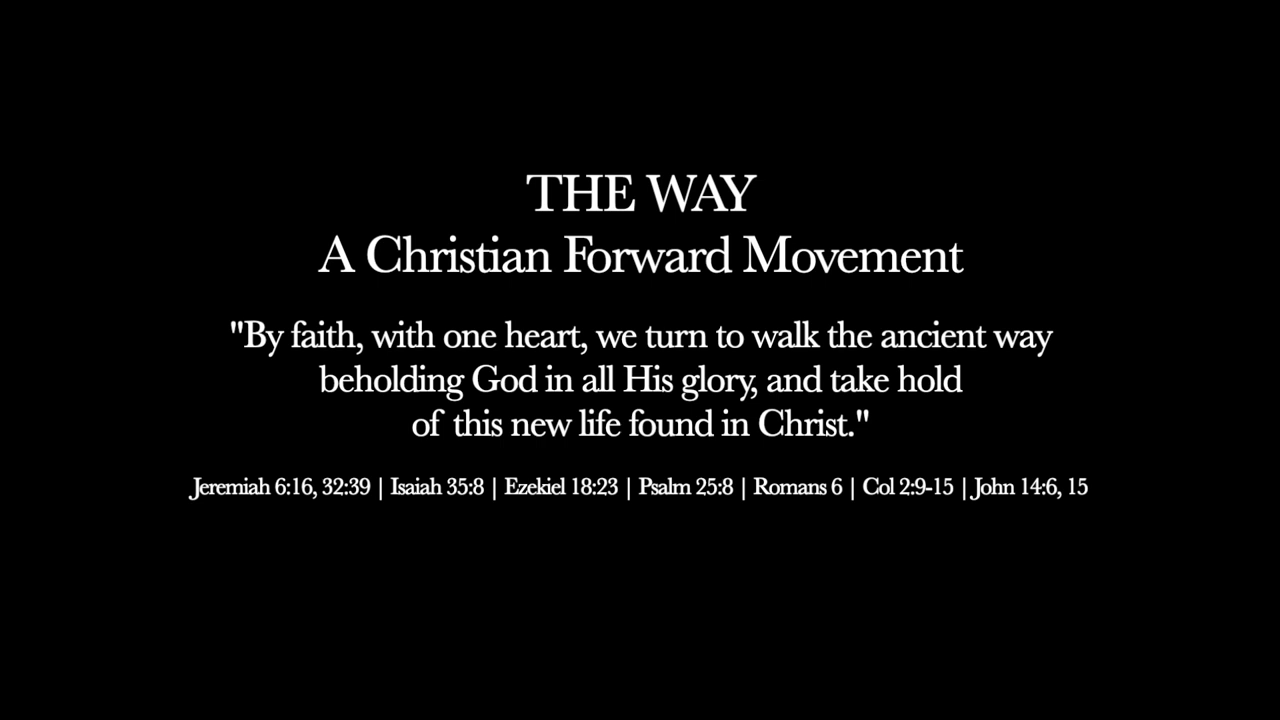 THE WAY
A Christian Forward Movement
"By faith, with one heart, we turn to walk the ancient way
beholding God in all His glory, and take hold
of this new life found in Christ."
Jeremiah 6:16, 32:39 | Isaiah 35:8 | Ezekiel 18:23 | Psalm 25:8 | Romans 6 | Col 2:9-15 | John 14:6, 15